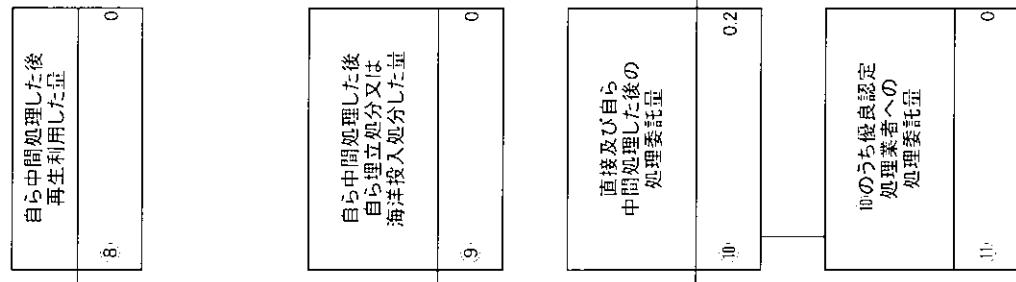 自ら中間処理した後
再生利用した量
⑧
0
自ら中間処理した後
自ら埋立処分又は
海洋投入処分した量
⑨
0
直接及び自ら
中間処理した後の
処理委託量
⑩
0.2
⑩のうち優良認定
処理業者への
処理委託量
⑪
0